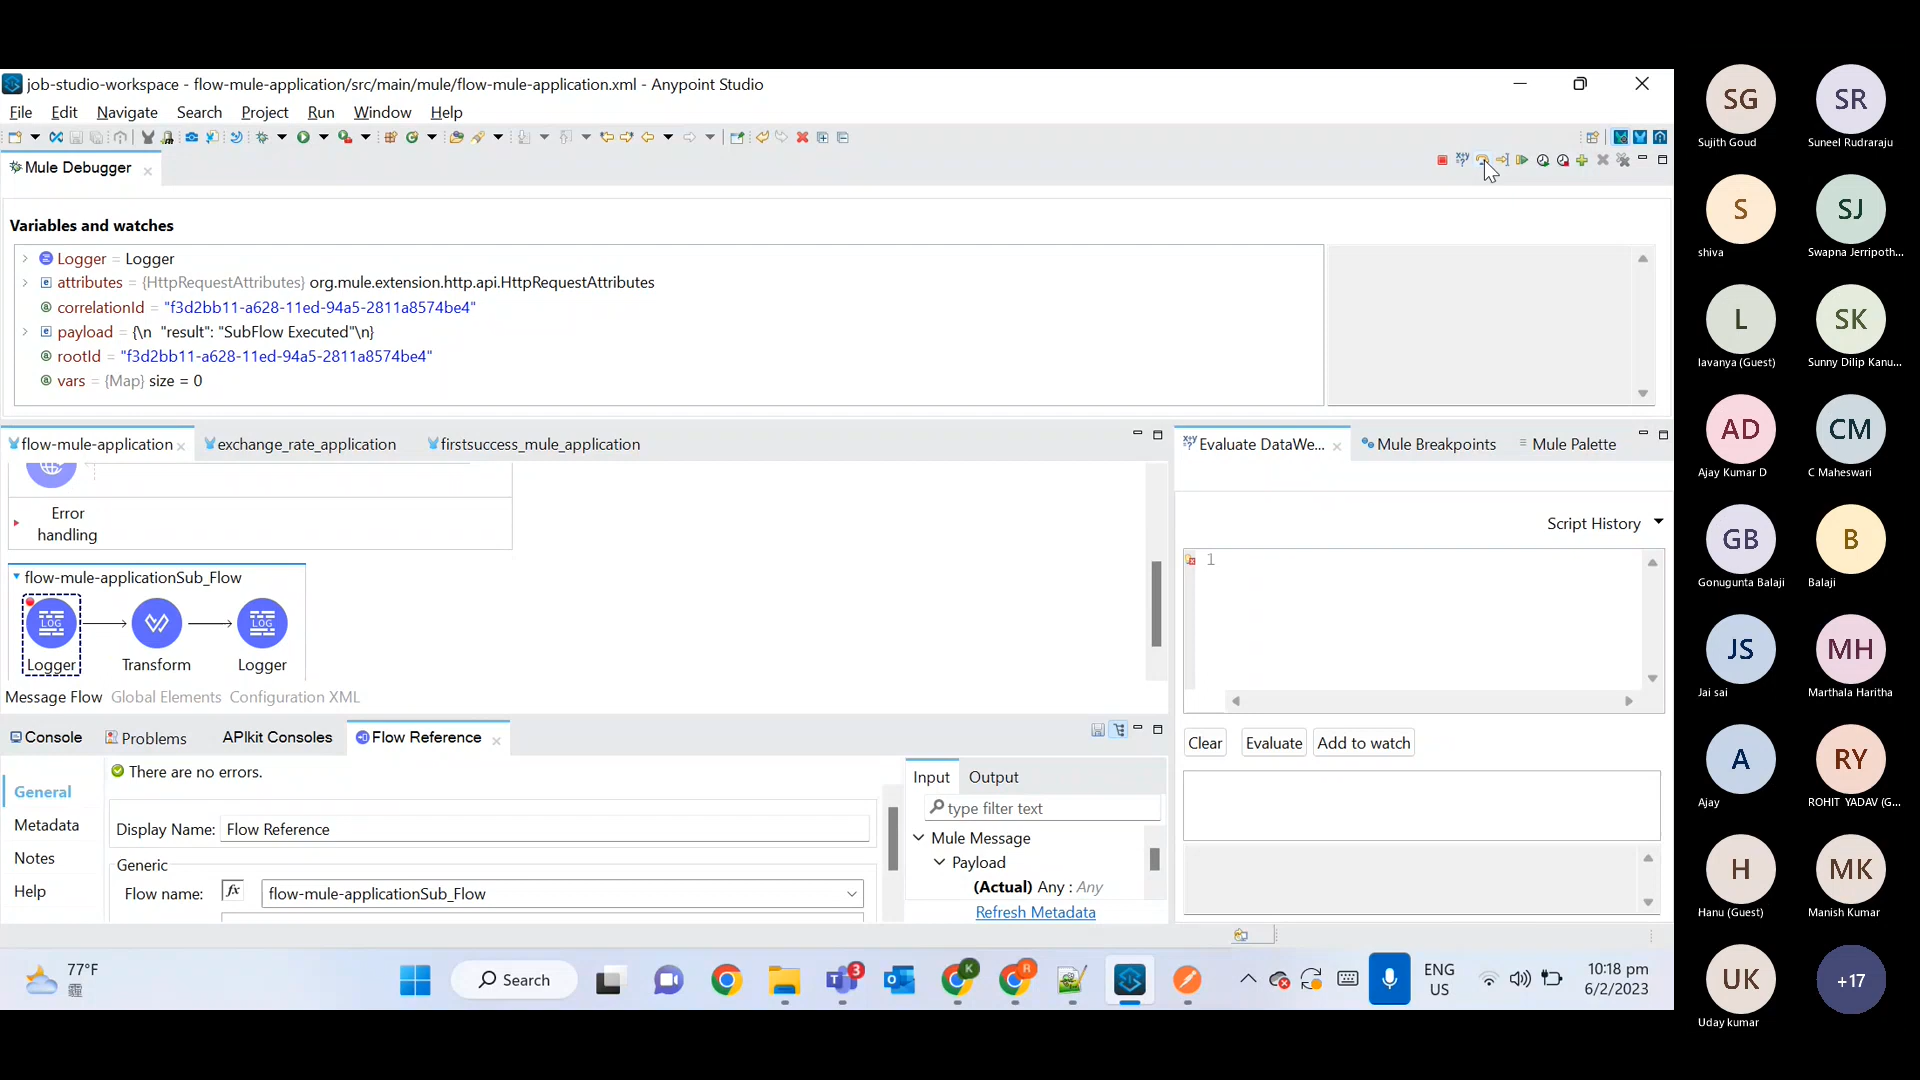 job-studio-workspace - flow-mule-application/src/main/mule/flow-mule-application.xml - Anypoint Studio
File Edit Navigate Search Project Run Window Help
Mule Debugger
Variables and watches
Logger = Logger
attributes = {HttpRequestAttributes} org.mule.extension.http.api.HttpRequestAttributes
correlationId = "f3d2bb11-a628-11ed-94a5-2811a8574be4"
payload = {\n "result": "SubFlow Executed"\n}
rootId = "f3d2bb11-a628-11ed-94a5-2811a8574be4"
vars = {Map} size = 0
flow-mule-application exchange_rate_application firstsuccess_mule_application
Error handling
flow-mule-applicationSub_Flow
LOG LOG
Logger Transform Logger
Message Flow Global Elements Configuration XML
Evaluate DataWe... Mule Breakpoints Mule Palette
Script History
1
Clear Evaluate Add to watch
Console Problems APIkit Consoles Flow Reference
There are no errors.
General
Metadata
Notes
Help
Display Name: Flow Reference
Generic
Flow name: fx flow-mule-applicationSub_Flow
Input Output
type filter text
Mule Message
Payload
(Actual) Any : Any
Refresh Metadata
77°F
Search
3
K
R
ENG
US
10:18 pm
6/2/2023
SG SR
Sujith Goud Suneel Rudraraju
S SJ
shiva Swapna Jerripoth...
L SK
lavanya (Guest) Sunny Dilip Kanu...
AD CM
Ajay Kumar D C Maheswari
GB B
Gonugunta Balaji Balaji
JS MH
Jai sai Marthala Haritha
A RY
Ajay ROHIT YADAV (G...
H MK
Hanu (Guest) Manish Kumar
UK +17
Uday kumar